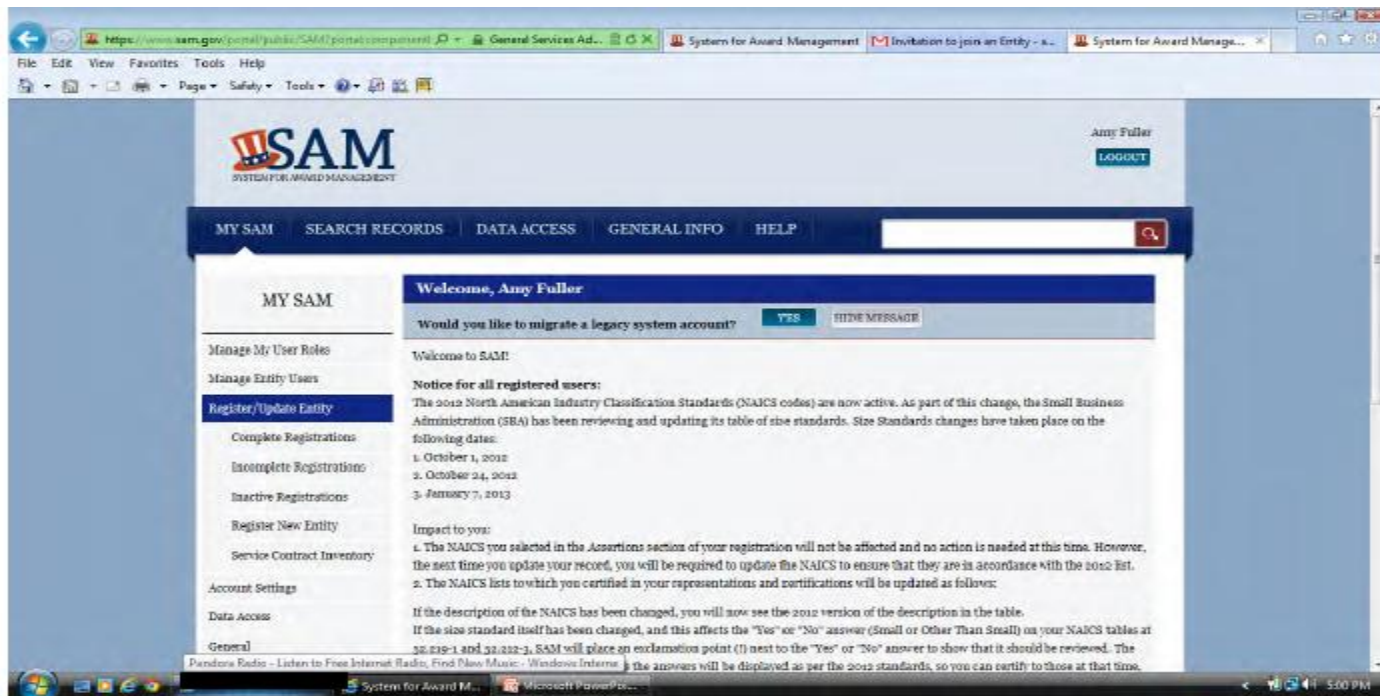 https://www.sam.gov/portal/public/SAM?portal:component
General Services Ad...
System for Award Management
Invitation to join an Entity - a...
System for Award Manage...
File Edit View Favorites Tools Help
Page Safety Tools
SAM
SYSTEM FOR AWARD MANAGEMENT
Amy Fuller
LOGOUT
MY SAM SEARCH RECORDS DATA ACCESS GENERAL INFO HELP
MY SAM
Manage My User Roles
Manage Entity Users
Register/Update Entity
Complete Registrations
Incomplete Registrations
Inactive Registrations
Register New Entity
Service Contract Inventory
Account Settings
Data Access
General
Welcome, Amy Fuller
Would you like to migrate a legacy system account? YES HIDE MESSAGE
Welcome to SAM!
Notice for all registered users:
The 2012 North American Industry Classification Standards (NAICS codes) are now active. As part of this change, the Small Business
Administration (SBA) has been reviewing and updating its table of size standards. Size Standards changes have taken place on the
following dates:
1. October 1, 2012
2. October 24, 2012
3. January 7, 2013
Impact to you:
1. The NAICS you selected in the Assertions section of your registration will not be affected and no action is needed at this time. However,
the next time you update your record, you will be required to update the NAICS to ensure that they are in accordance with the 2012 list.
2. The NAICS lists to which you certified in your representations and certifications will be updated as follows:
If the description of the NAICS has been changed, you will now see the 2012 version of the description in the table.
If the size standard itself has been changed, and this affects the "Yes" or "No" answer (Small or Other Than Small) on your NAICS tables at
52.219-1 and 52.212-3, SAM will place an exclamation point (!) next to the "Yes" or "No" answer to show that it should be reviewed. The
the answers will be displayed as per the 2012 standards, so you can certify to those at that time,
Pandora Radio - Listen to Free Internet Radio, Find New Music - Windows Interne
System for Award M...
Microsoft PowerPoi...
5:00 PM